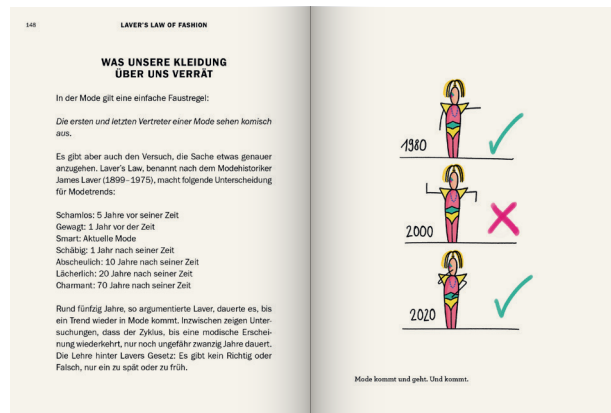 148
LAVER'S LAW OF FASHION
WAS UNSERE KLEIDUNG
ÜBER UNS VERRÄT
In der Mode gilt eine einfache Faustregel:
Die ersten und letzten Vertreter einer Mode sehen komisch
aus.
Es gibt aber auch den Versuch, die Sache etwas genauer
anzugehen. Laver's Law, benannt nach dem Modehistoriker
James Laver (1899–1975), macht folgende Unterscheidung
für Modetrends:
Schamlos: 5 Jahre vor seiner Zeit
Gewagt: 1 Jahr vor der Zeit
Smart: Aktuelle Mode
Schäbig: 1 Jahr nach seiner Zeit
Abscheulich: 10 Jahre nach seiner Zeit
Lächerlich: 20 Jahre nach seiner Zeit
Charmant: 70 Jahre nach seiner Zeit
Rund fünfzig Jahre, so argumentierte Laver, dauerte es, bis
ein Trend wieder in Mode kommt. Inzwischen zeigen Unter-
suchungen, dass der Zyklus, bis eine modische Erschei-
nung wiederkehrt, nur noch ungefähr zwanzig Jahre dauert.
Die Lehre hinter Lavers Gesetz: Es gibt kein Richtig oder
Falsch, nur ein zu spät oder zu früh.
1980
2000
2020
Mode kommt und geht. Und kommt.